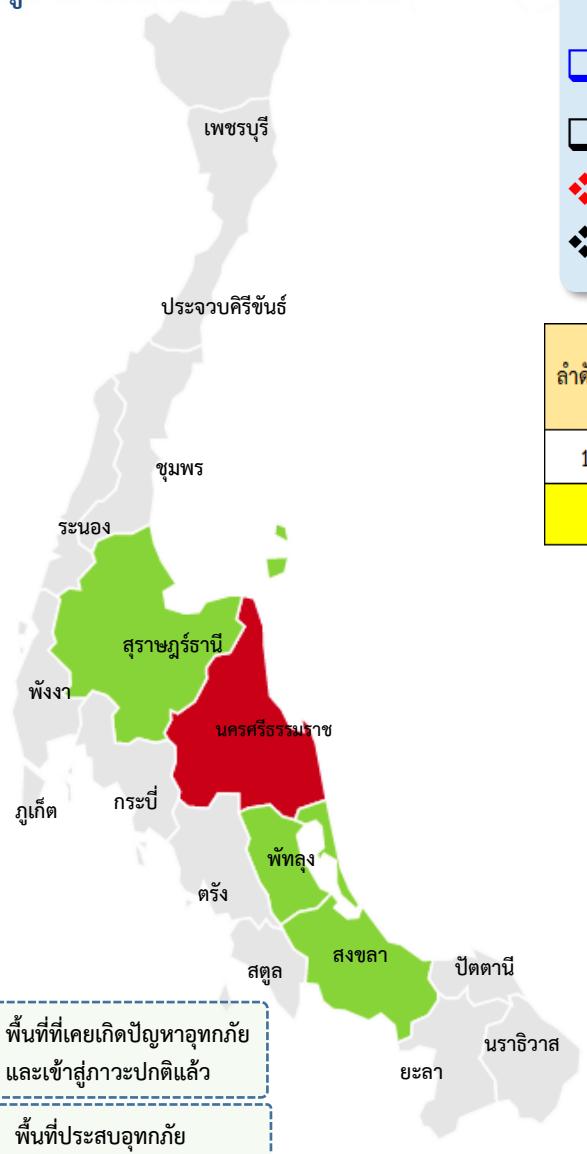 เพชรบุรี
ประจวบคิรีขันธ์
ชุมพร
ระนอง
สุราษฎร์ธานี
พังงา
นครศรีธรรมราช
กระบี่
ภูเก็ต
พัทลุง
ตรัง
สงขลา
สตูล
ปัตตานี
นราธิวาส
ยะลา
พื้นที่ที่เคยเกิดปัญหาอุทกภัย
และเข้าสู่ภาวะปกติแล้ว
พื้นที่ประสบอุทกภัย
1